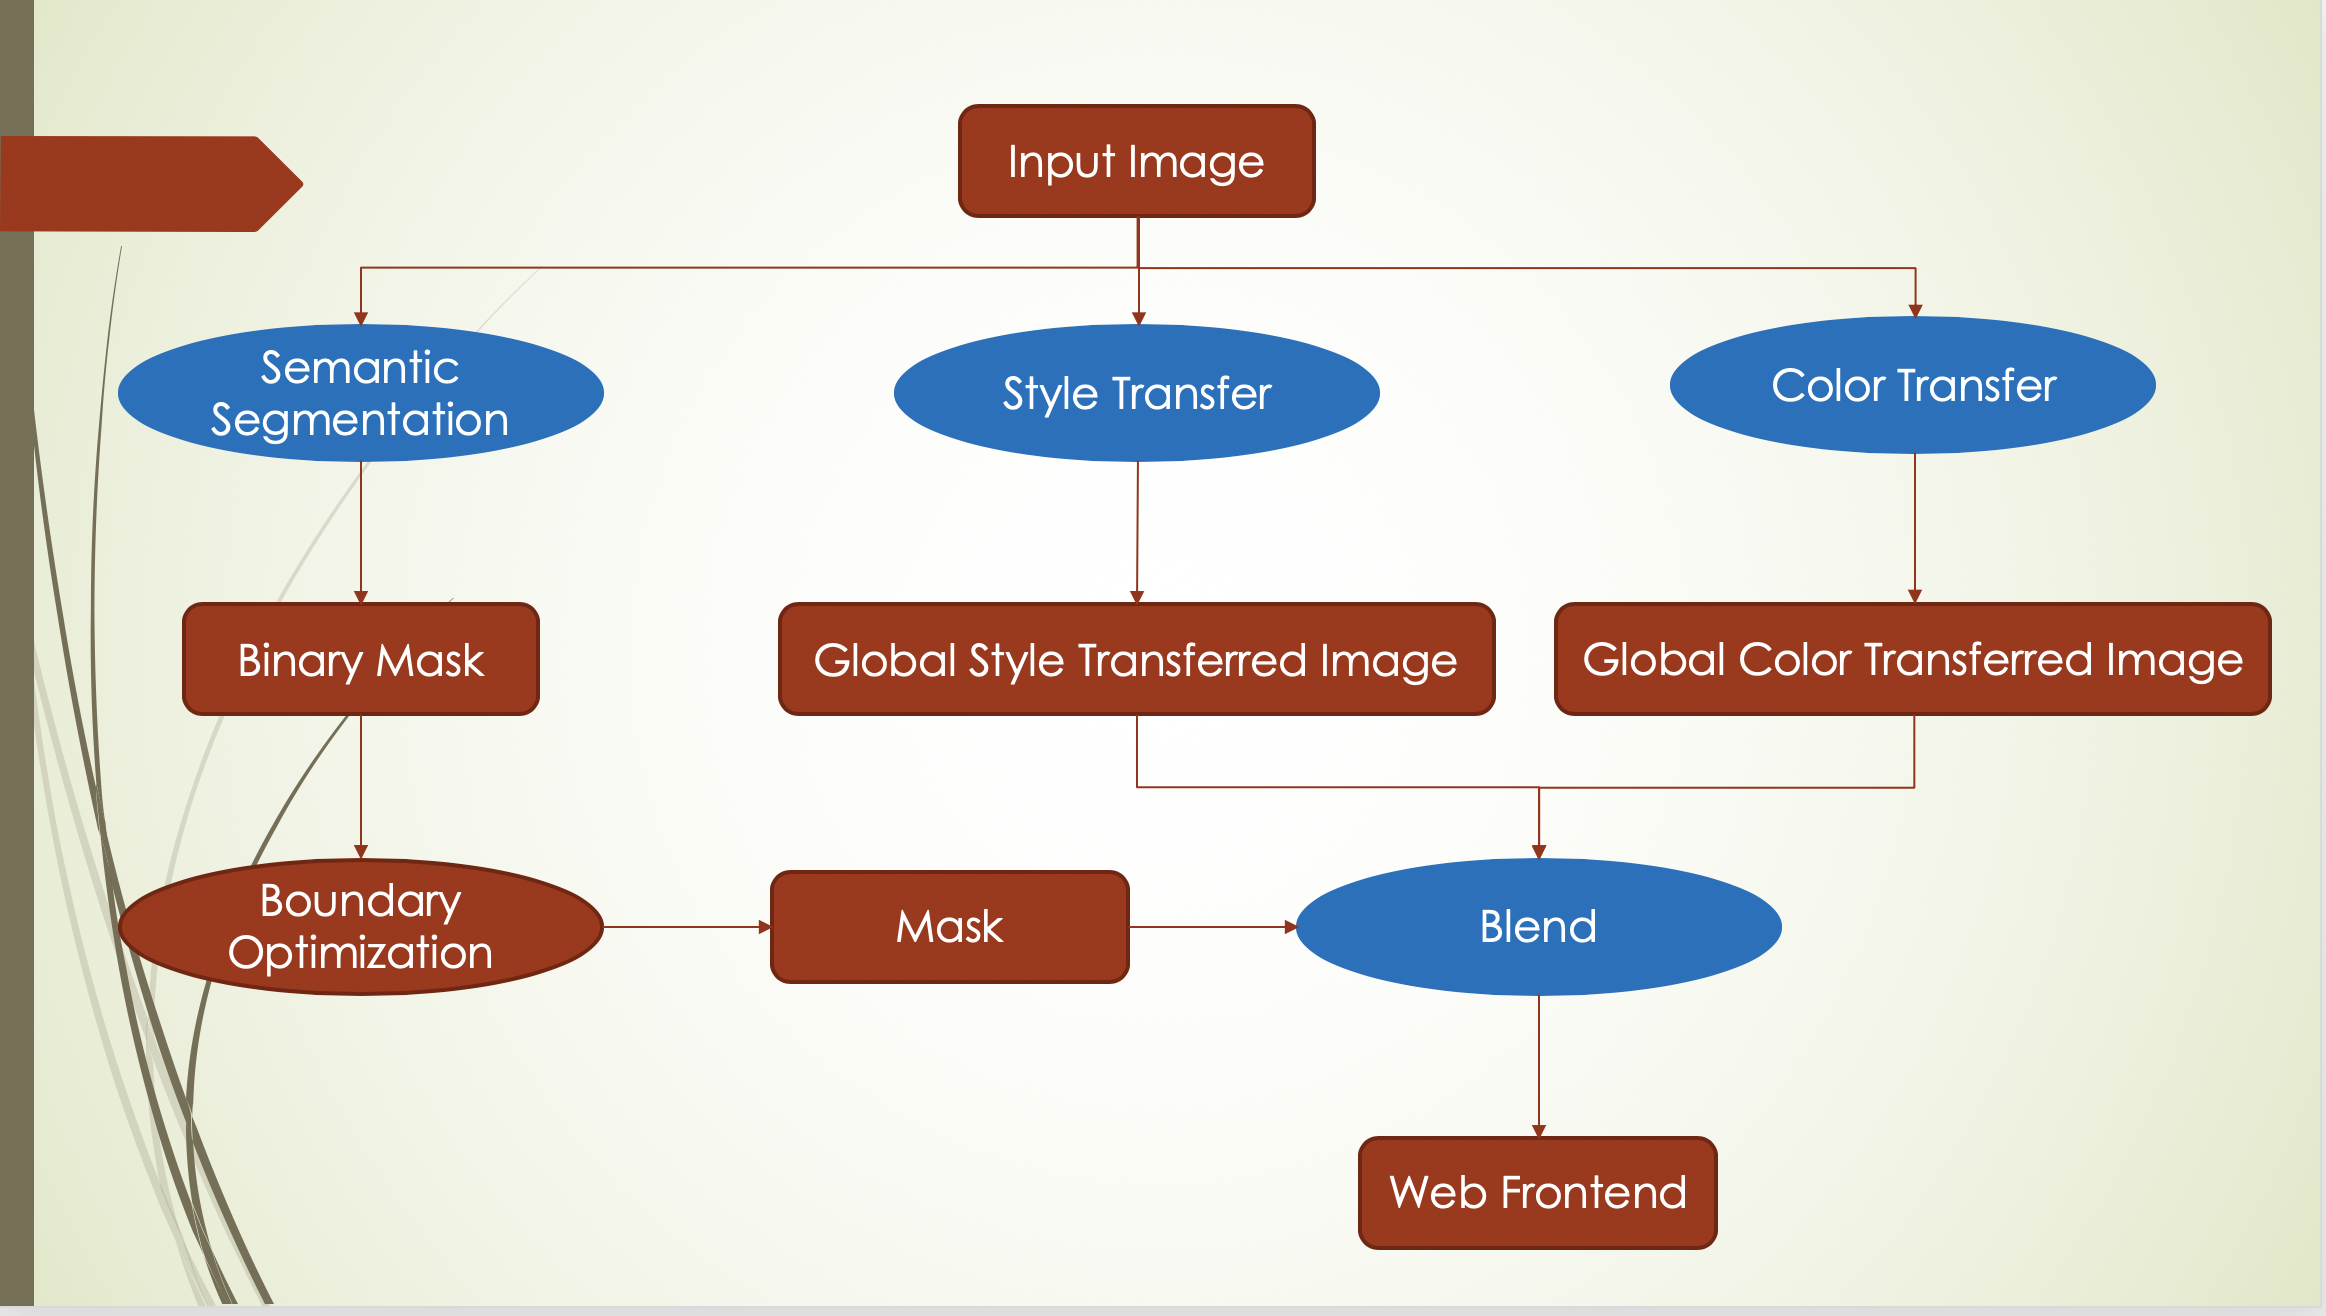 Input Image
Semantic
Segmentation
Style Transfer
Color Transfer
Binary Mask
Global Style Transferred Image
Global Color Transferred Image
Boundary
Optimization
Mask
Blend
Web Frontend